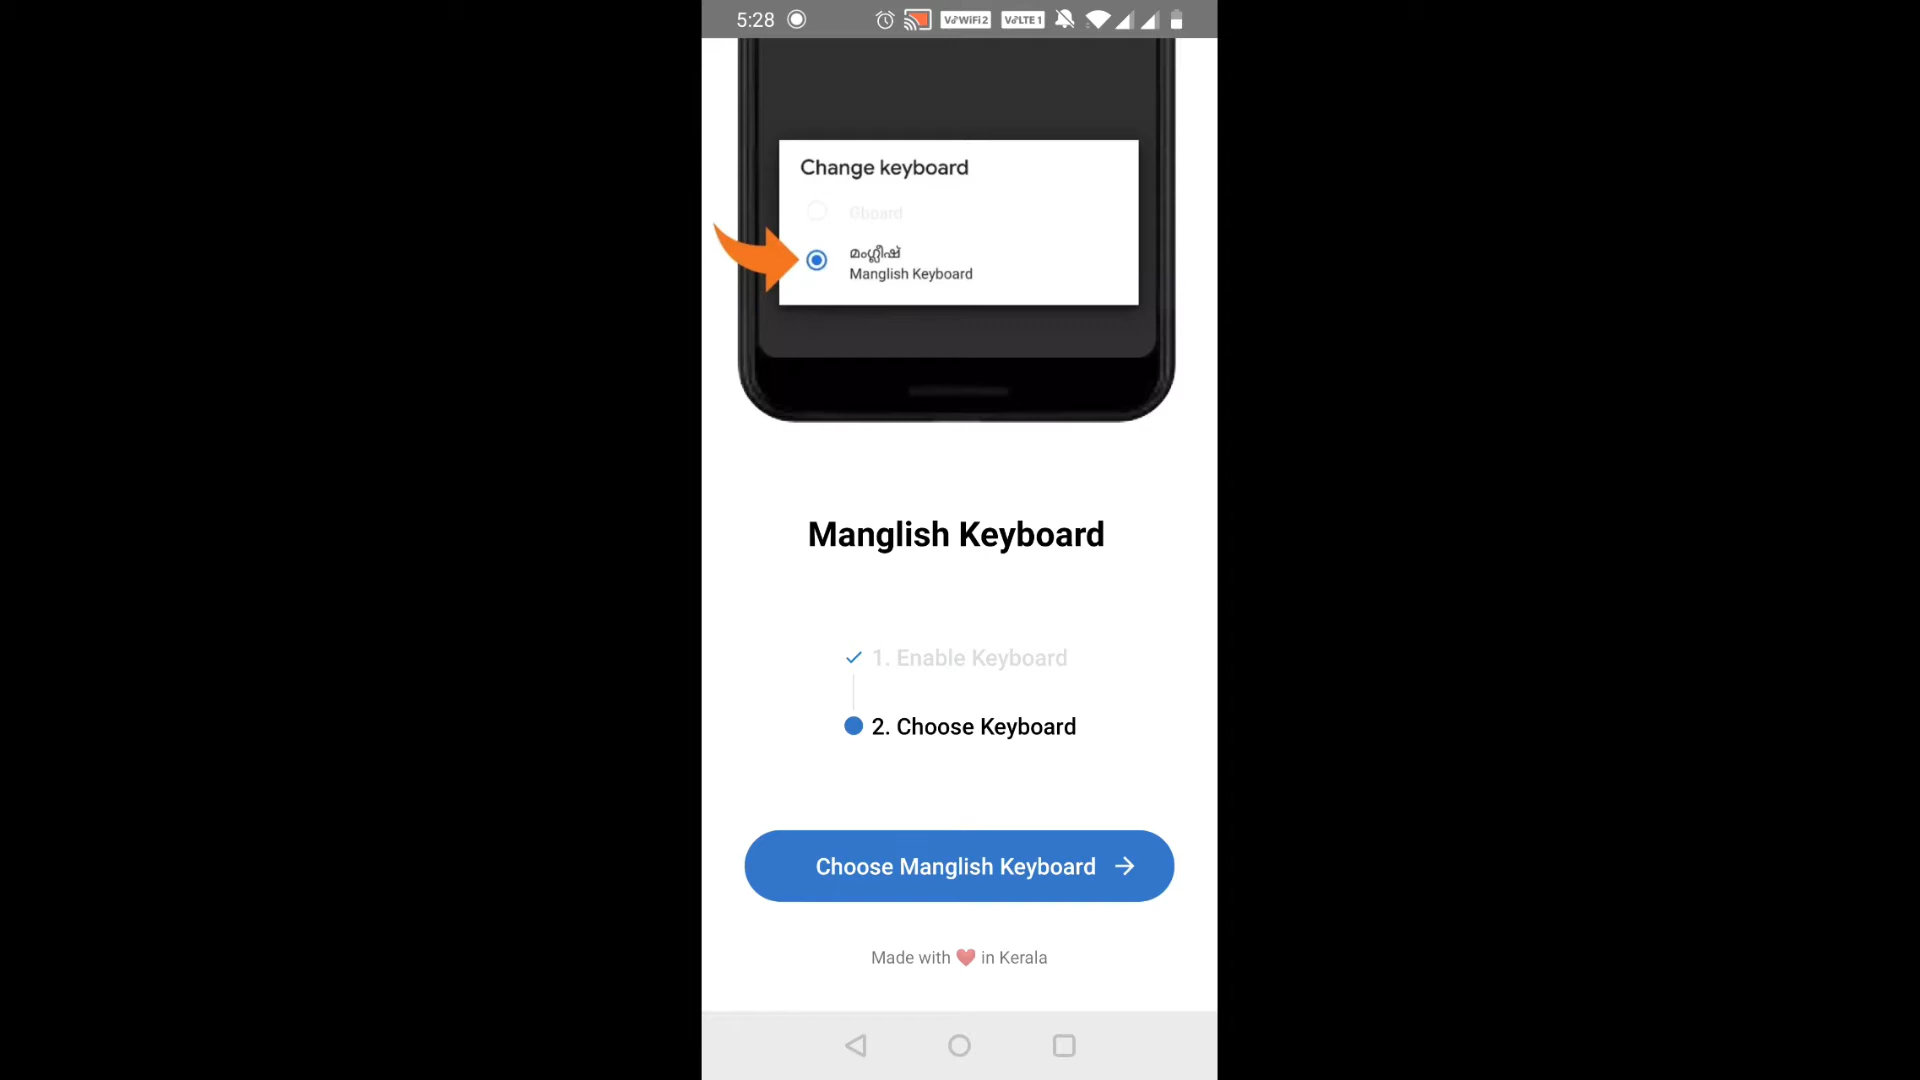 5:28 VoWiFi2 VoLTE1
Change keyboard
Gboard
മംഗ്ലീഷ്
Manglish Keyboard
Manglish Keyboard
1. Enable Keyboard
2. Choose Keyboard
Choose Manglish Keyboard
Made with ❤️ in Kerala